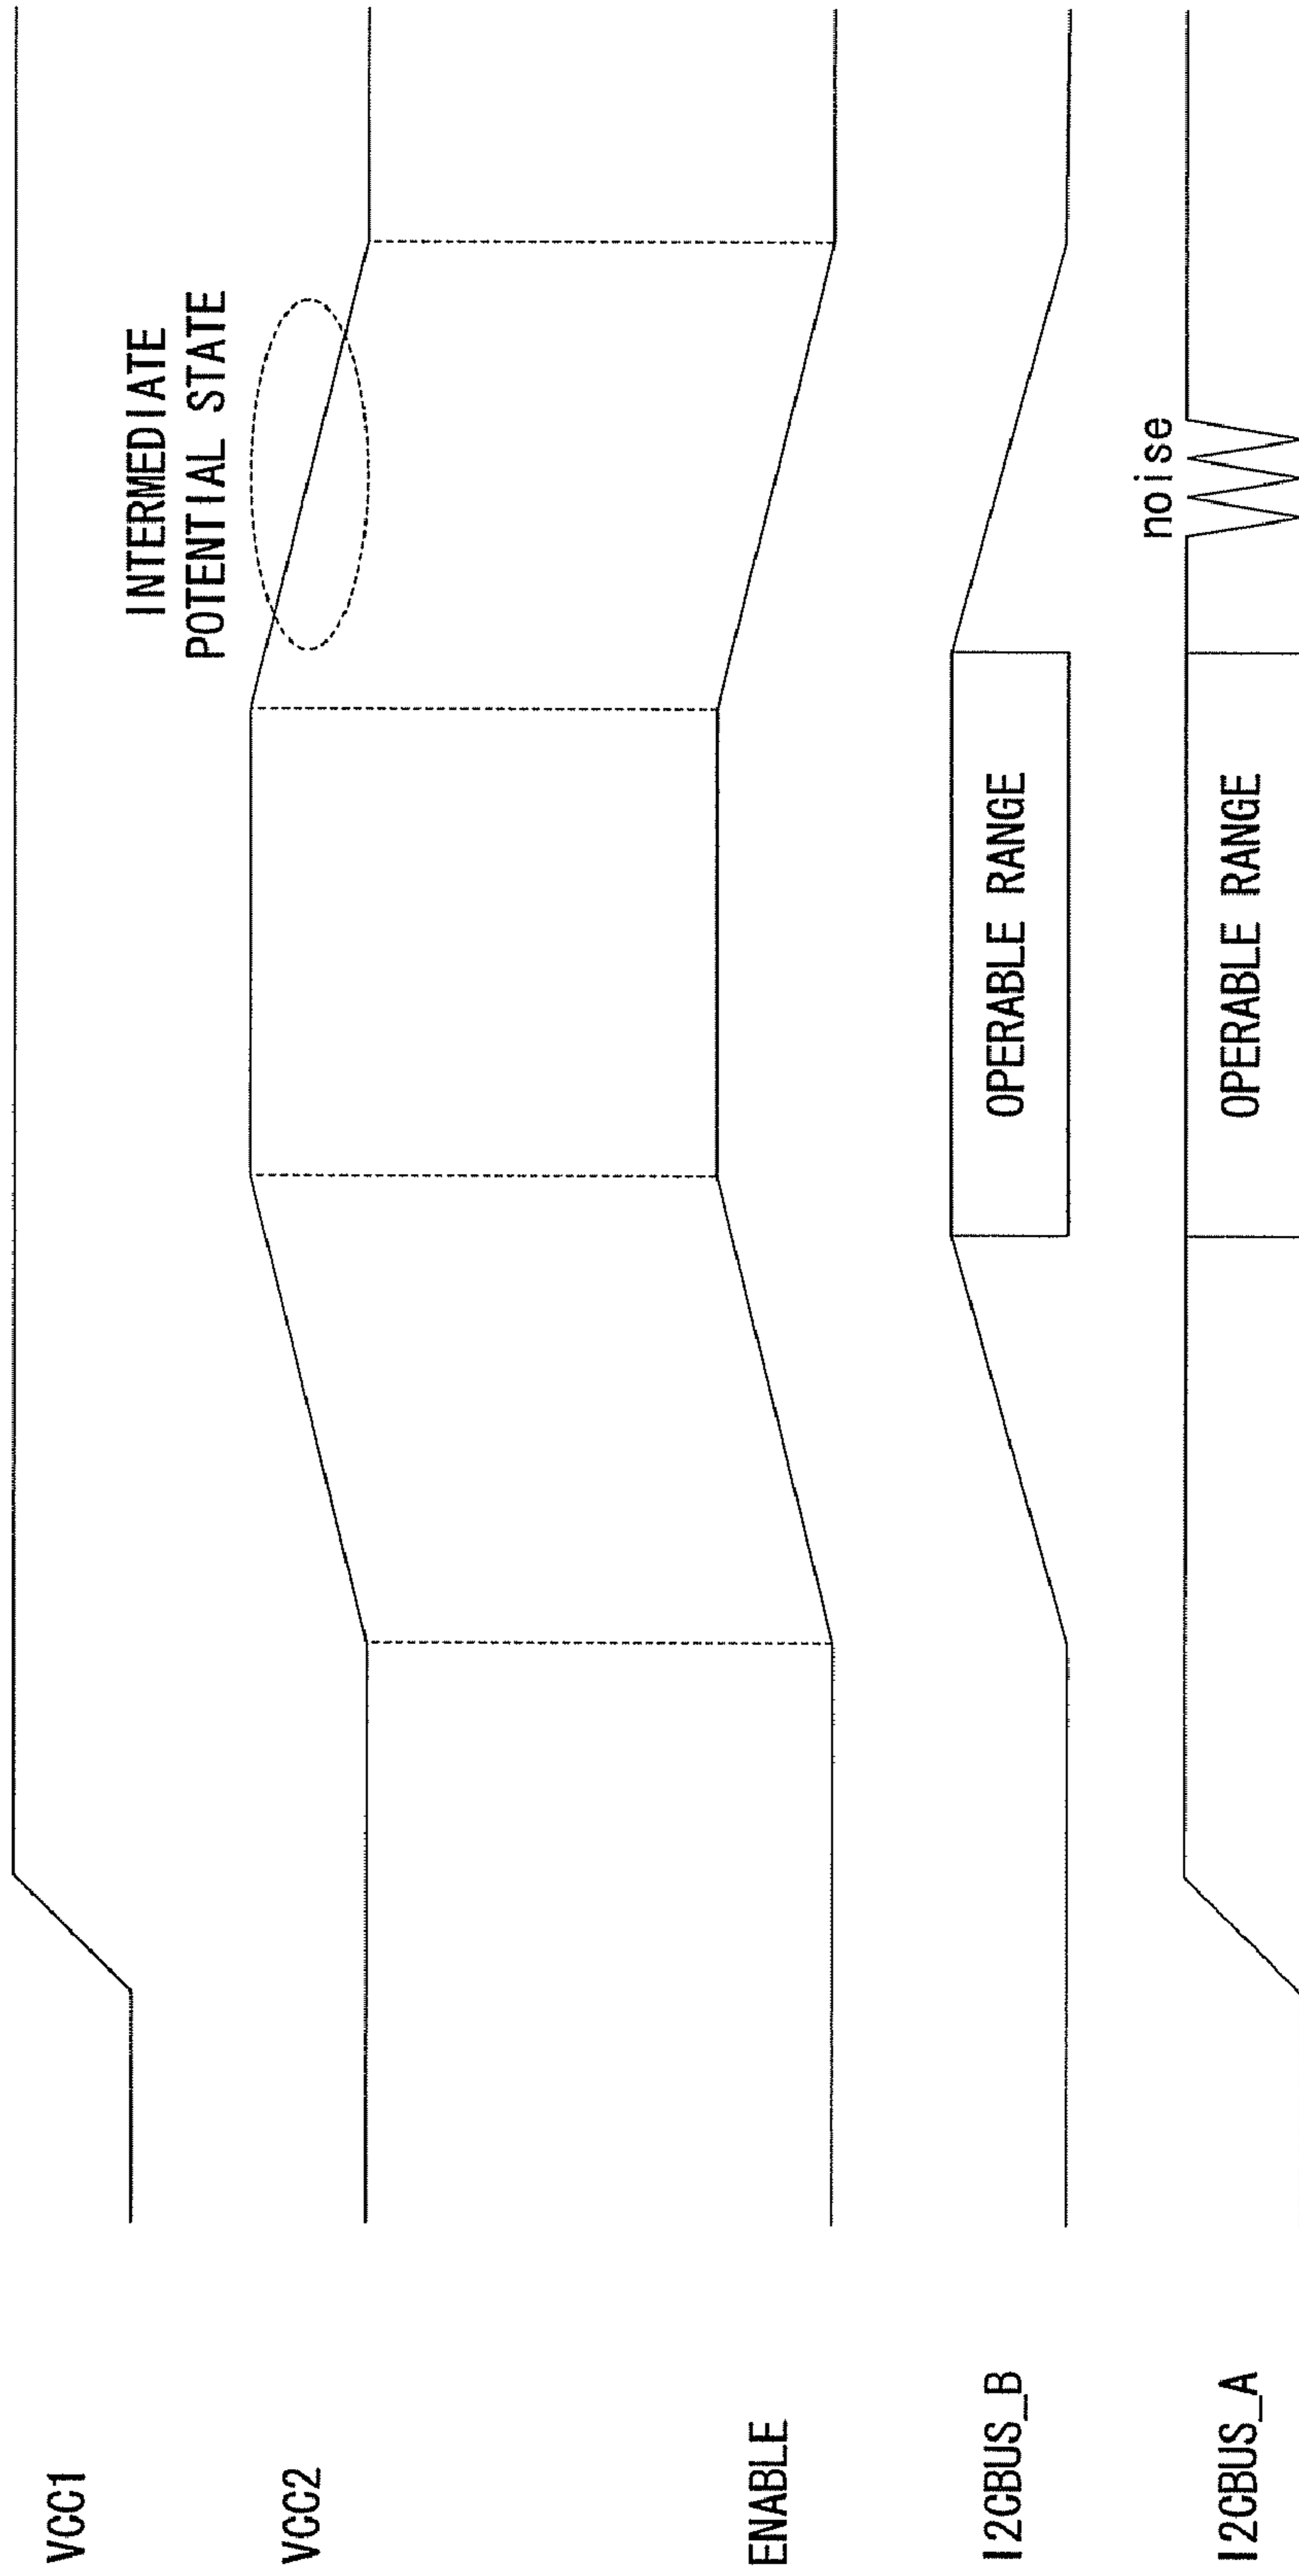 VCC1
INTERMEDIATE
POTENTIAL STATE
VCC2
ENABLE
I2CBUS_B
OPERABLE RANGE
noise
I2CBUS_A
OPERABLE RANGE